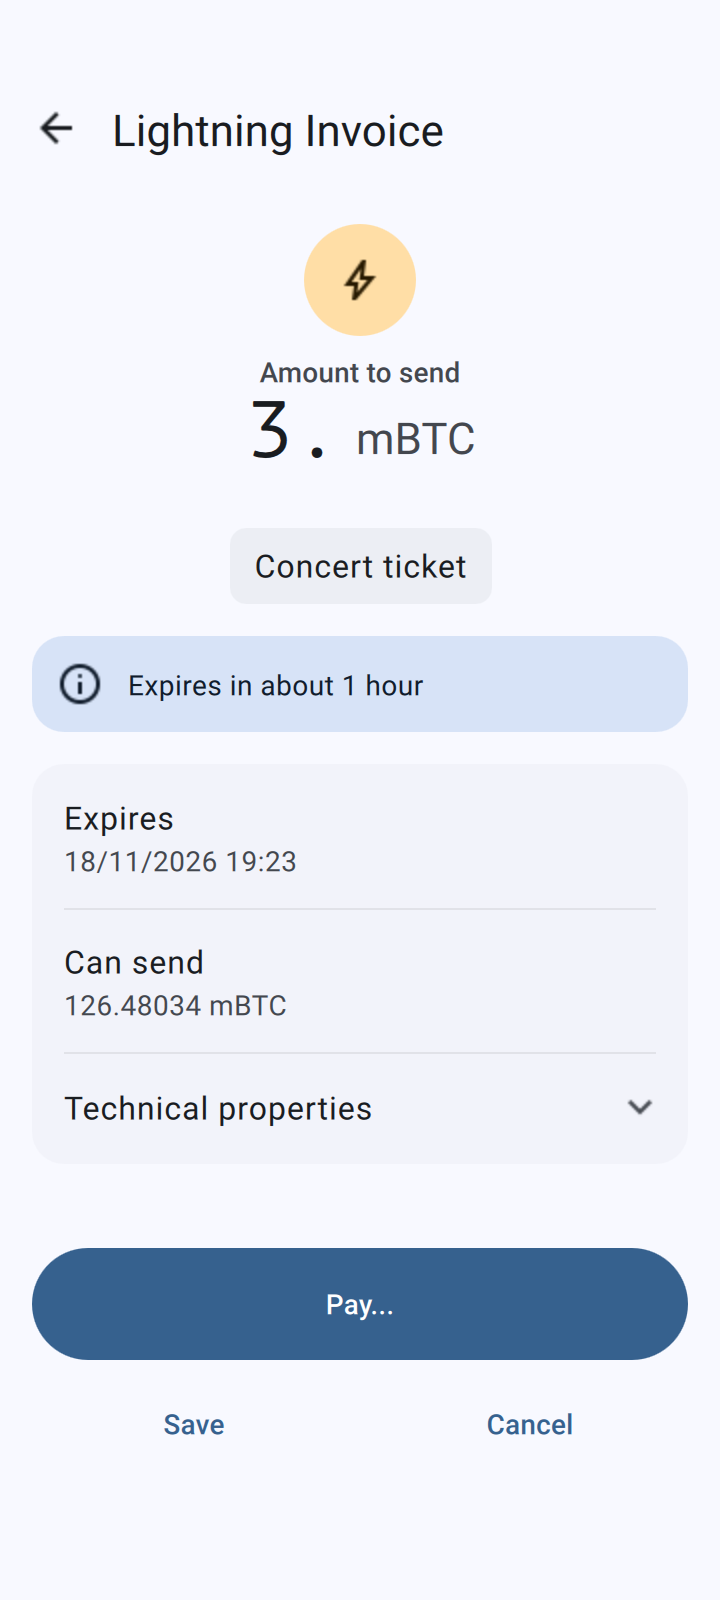 Lightning Invoice
Amount to send
3. mBTC
Concert ticket
Expires in about 1 hour
Expires
18/11/2026 19:23
Can send
126.48034 mBTC
Technical properties
Pay...
Save
Cancel